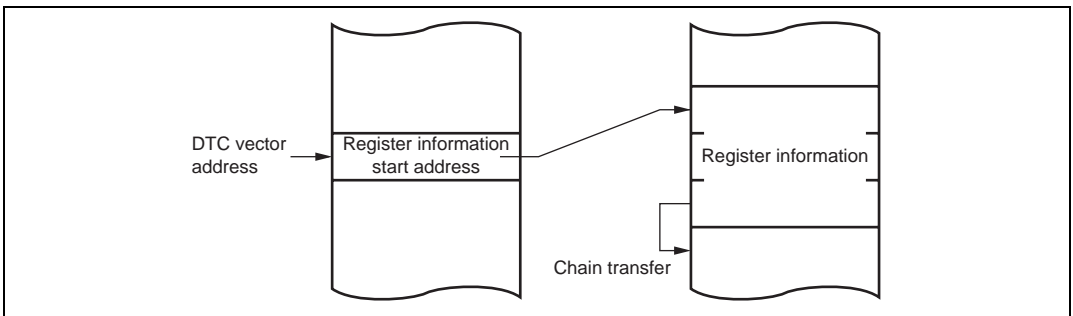 DTC vector
address
Register information
start address
Register information
Chain transfer